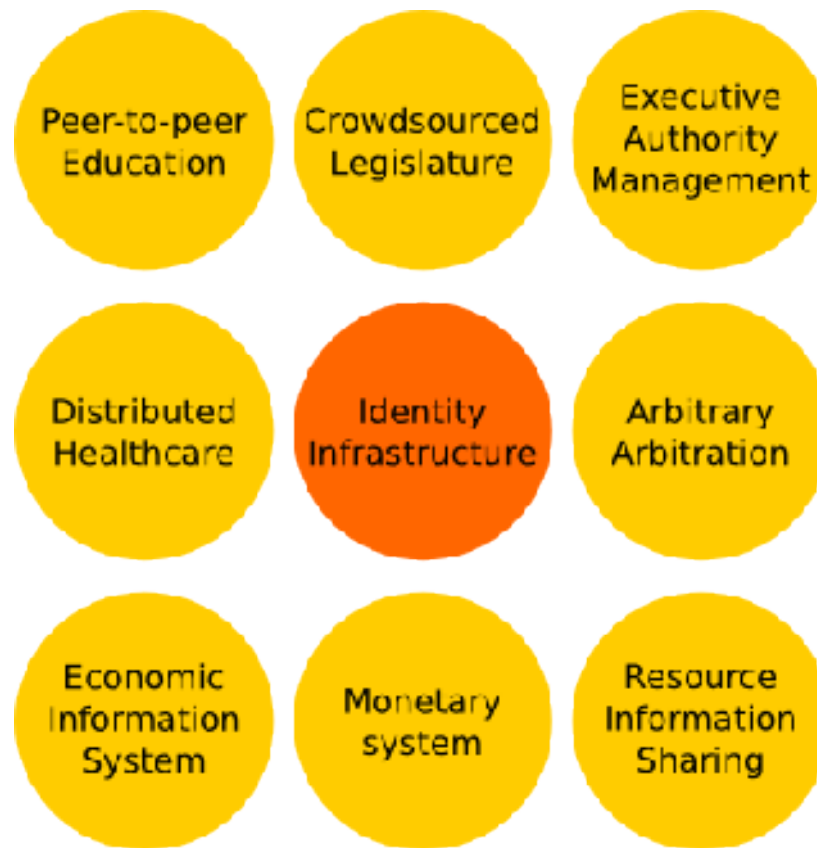 Peer-to-peer
Education
Crowdsourced
Legislature
Executive
Authority
Management
Distributed
Healthcare
Identity
Infrastructure
Arbitrary
Arbitration
Economic
Information
System
Monetary
system
Resource
Information
Sharing